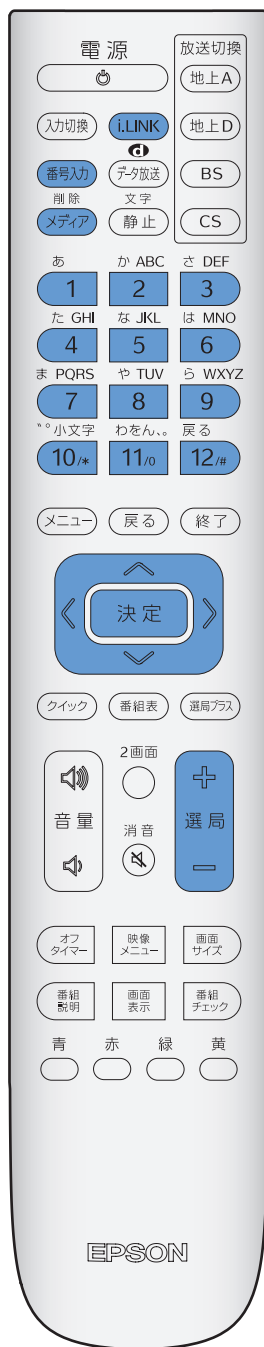 電源
放送切換
地上A
入力切換
i.LINK
地上D
d
番号入力
データ放送
BS
削除
文字
メディア
静止
CS
あ
か ABC
さ DEF
1
2
3
た GHI
な JKL
は MNO
4
5
6
ま PQRS
や TUV
ら WXYZ
7
8
9
゛゜小文字
わをん、。
戻る
10/*
11/0
12/#
メニュー
戻る
終了
決定
クイック
番組表
選局プラス
2画面
音量
+
選局
消音
−
オフ
タイマー
映像
メニュー
画面
サイズ
番組
説明
画面
表示
番組
チェック
青
赤
緑
黄
EPSON